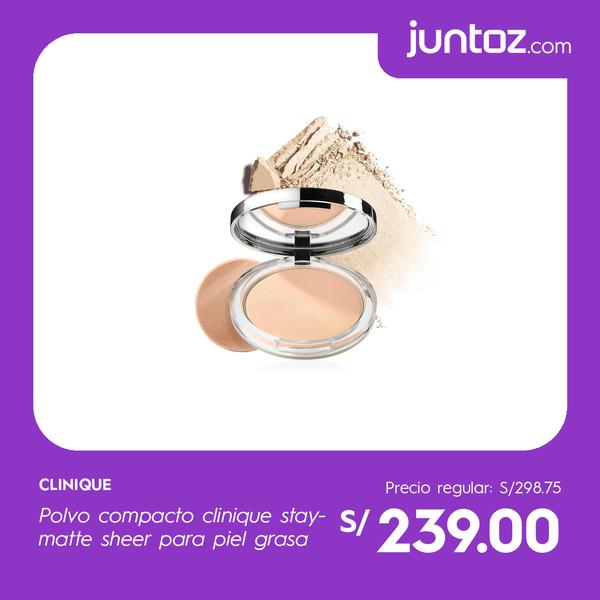 juntoz.com
CLINIQUE
Polvo compacto clinique stay-
matte sheer para piel grasa
Precio regular: S/298.75
S/ 239.00